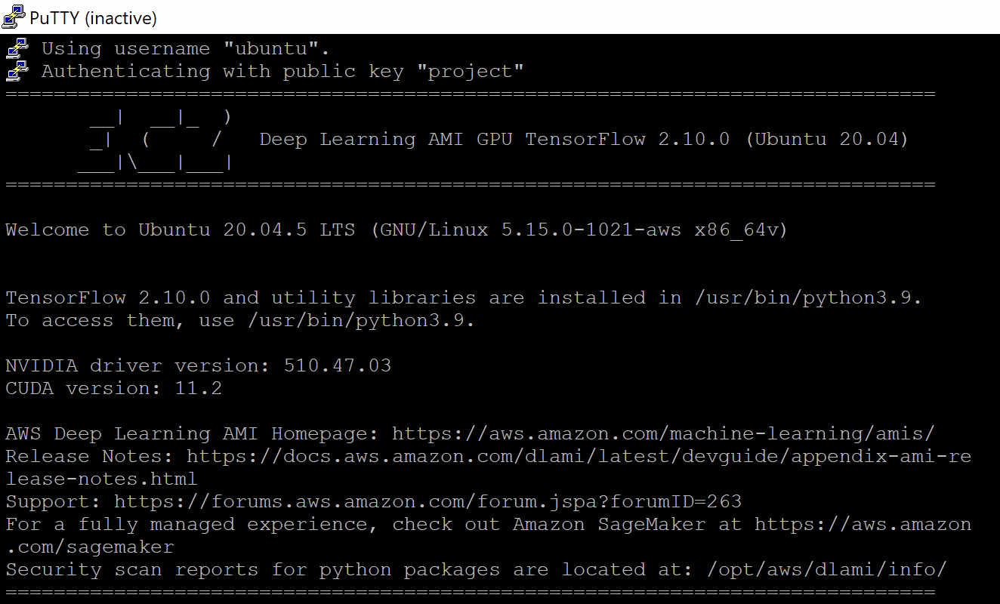 PuTTY (inactive)
Using username "ubuntu".
Authenticating with public key "project"
=============================================================================
       __|  __|_  )
       _|  (     /   Deep Learning AMI GPU TensorFlow 2.10.0 (Ubuntu 20.04)
      ___|\___|___|
=============================================================================
Welcome to Ubuntu 20.04.5 LTS (GNU/Linux 5.15.0-1021-aws x86_64v)
TensorFlow 2.10.0 and utility libraries are installed in /usr/bin/python3.9.
To access them, use /usr/bin/python3.9.
NVIDIA driver version: 510.47.03
CUDA version: 11.2
AWS Deep Learning AMI Homepage: https://aws.amazon.com/machine-learning/amis/
Release Notes: https://docs.aws.amazon.com/dlami/latest/devguide/appendix-ami-re
lease-notes.html
Support: https://forums.aws.amazon.com/forum.jspa?forumID=263
For a fully managed experience, check out Amazon SageMaker at https://aws.amazon
.com/sagemaker
Security scan reports for python packages are located at: /opt/aws/dlami/info/
=============================================================================